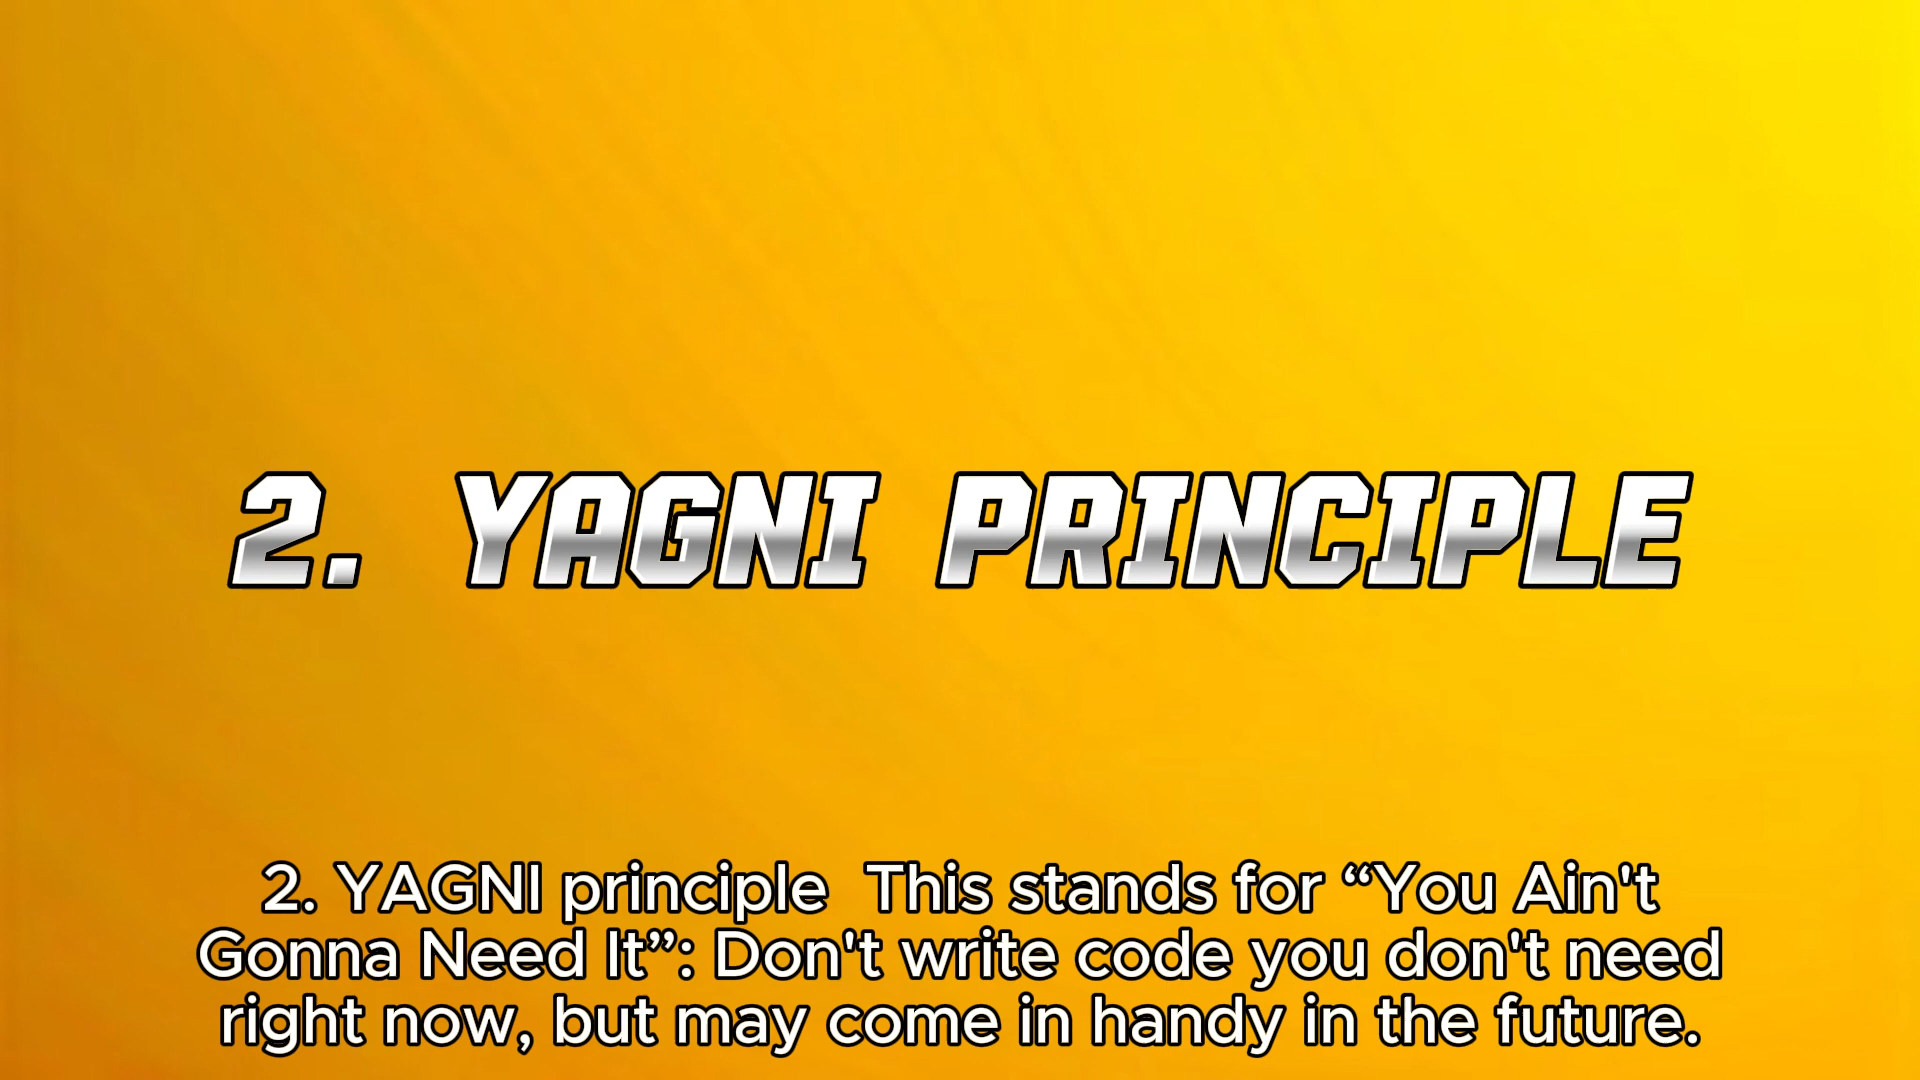 2. YAGNI PRINCIPLE
2. YAGNI principle  This stands for “You Ain't
Gonna Need It”: Don't write code you don't need
right now, but may come in handy in the future.